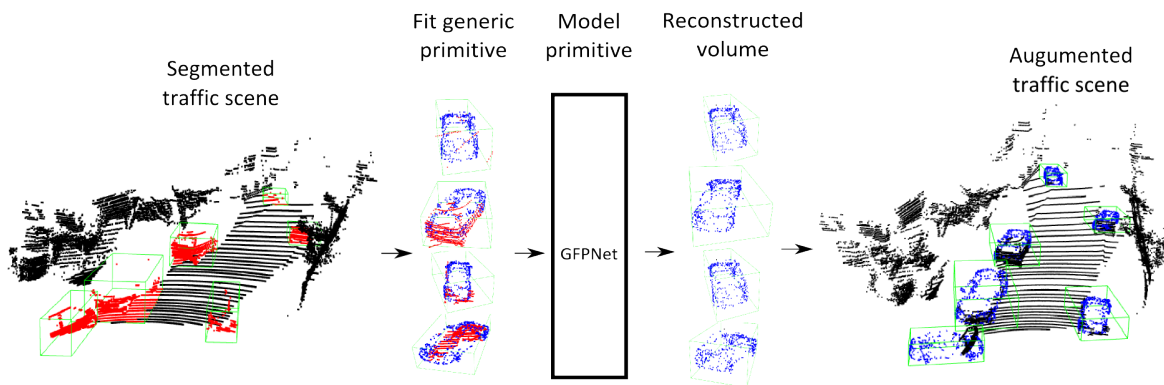 Segmented
traffic scene
Fit generic
primitive
Model
primitive
GFPNet
Reconstructed
volume
Augumented
traffic scene